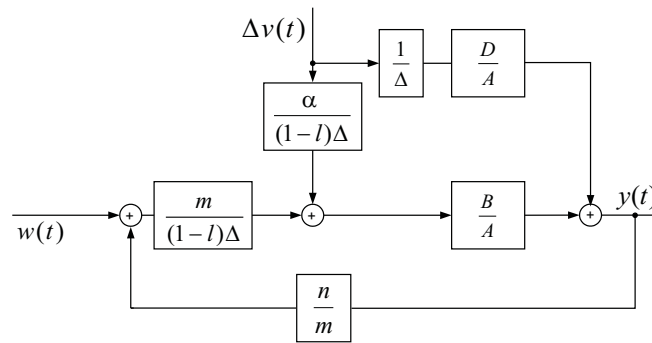 Δv(t)
1/Δ
D/A
α/(1−l)Δ
w(t)
+
m/(1−l)Δ
+
B/A
+
y(t)
n/m